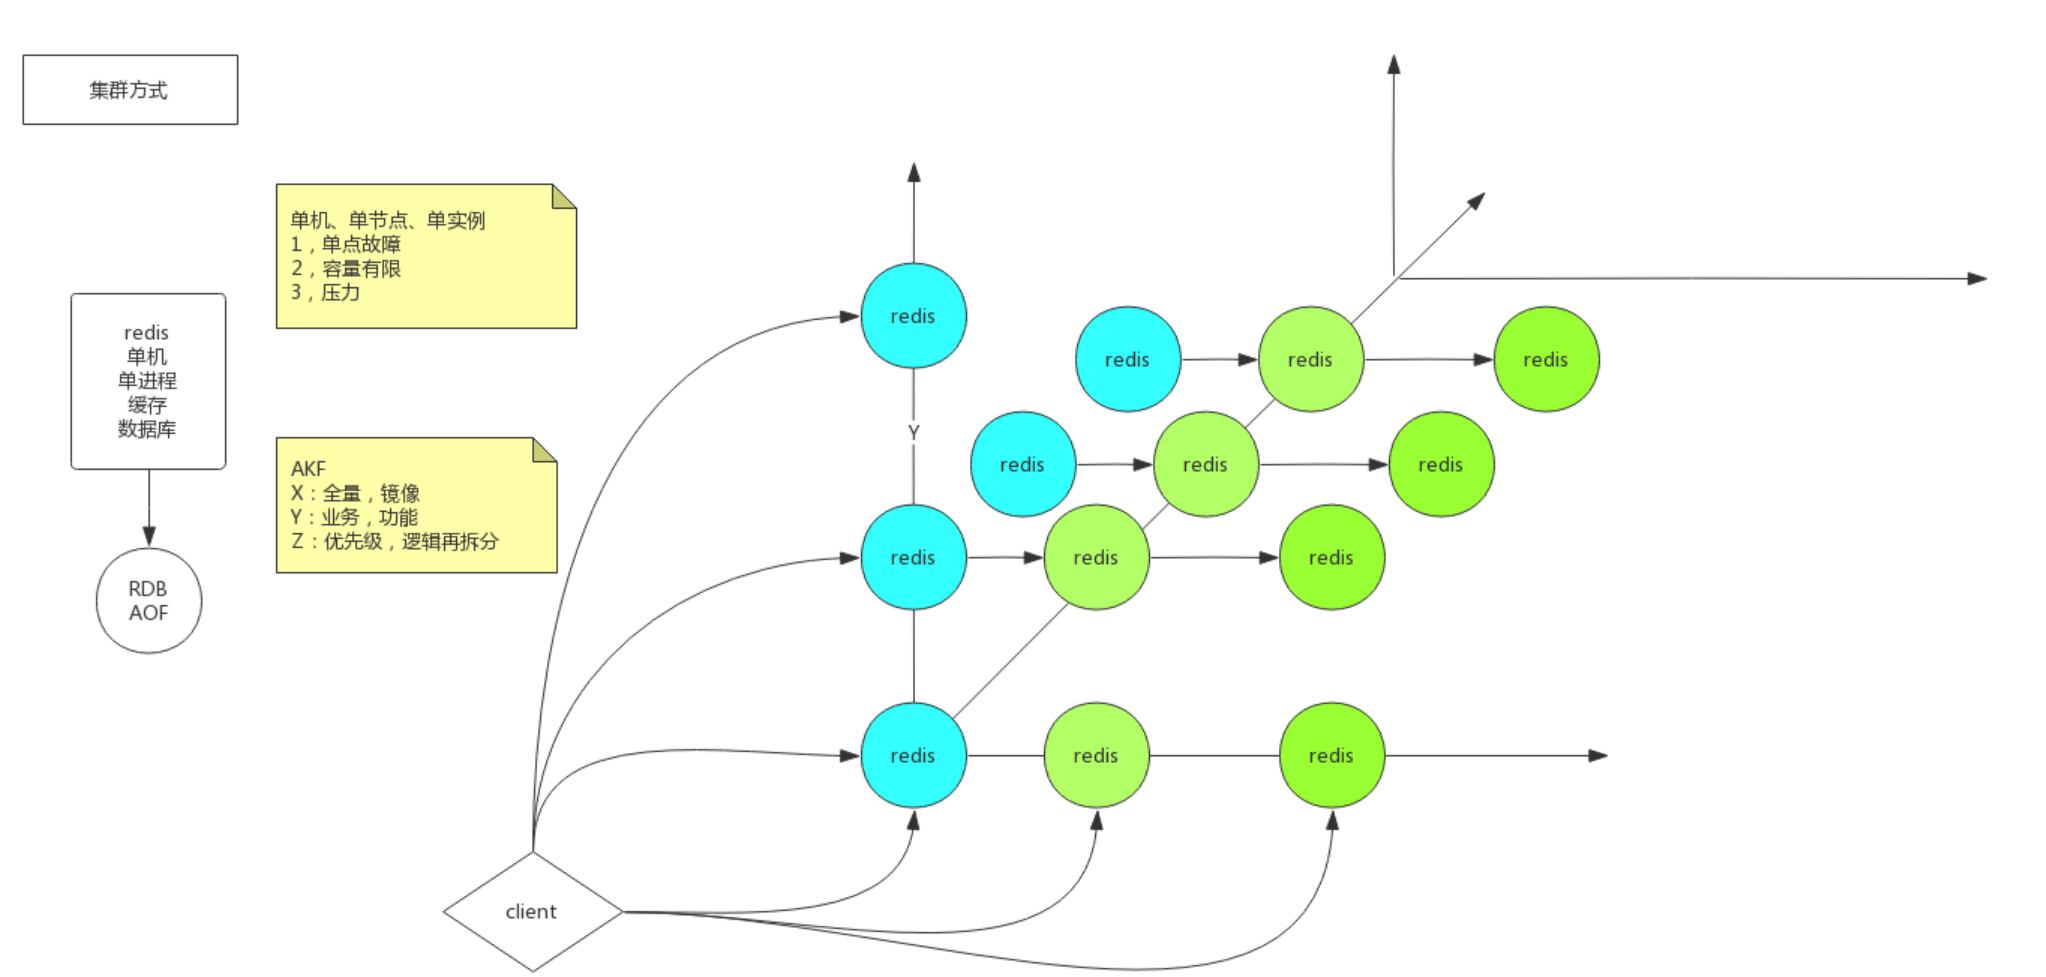 集群方式
单机、单节点、单实例
1，单点故障
2，容量有限
3，压力
redis
单机
单进程
缓存
数据库
RDB
AOF
AKF
X：全量，镜像
Y：业务，功能
Z：优先级，逻辑再拆分
redis
redis
redis
redis
Y
redis
redis
redis
redis
redis
redis
redis
redis
redis
client